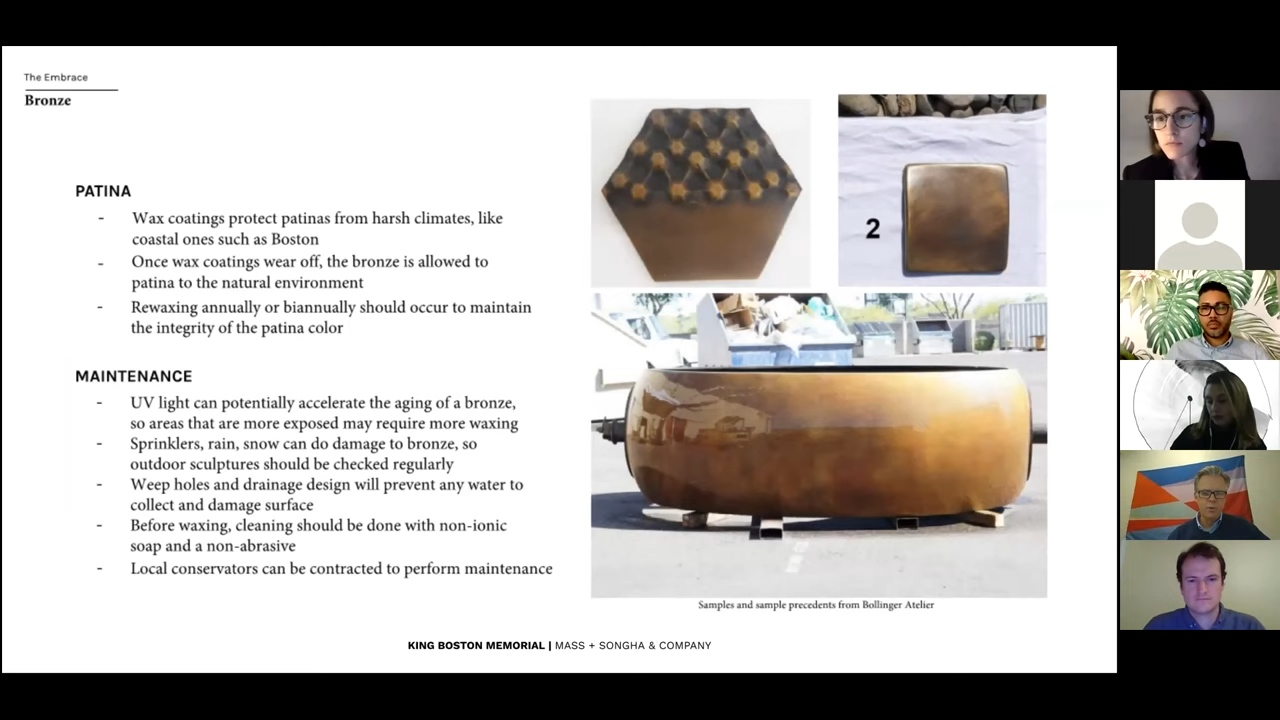 The Embrace
Bronze
PATINA
- Wax coatings protect patinas from harsh climates, like
coastal ones such as Boston
- Once wax coatings wear off, the bronze is allowed to
patina to the natural environment
- Rewaxing annually or biannually should occur to maintain
the integrity of the patina color
MAINTENANCE
- UV light can potentially accelerate the aging of a bronze,
so areas that are more exposed may require more waxing
- Sprinklers, rain, snow can do damage to bronze, so
outdoor sculptures should be checked regularly
- Weep holes and drainage design will prevent any water to
collect and damage surface
- Before waxing, cleaning should be done with non-ionic
soap and a non-abrasive
- Local conservators can be contracted to perform maintenance
2
Samples and sample precedents from Bollinger Atelier
KING BOSTON MEMORIAL | MASS + SONGHA & COMPANY